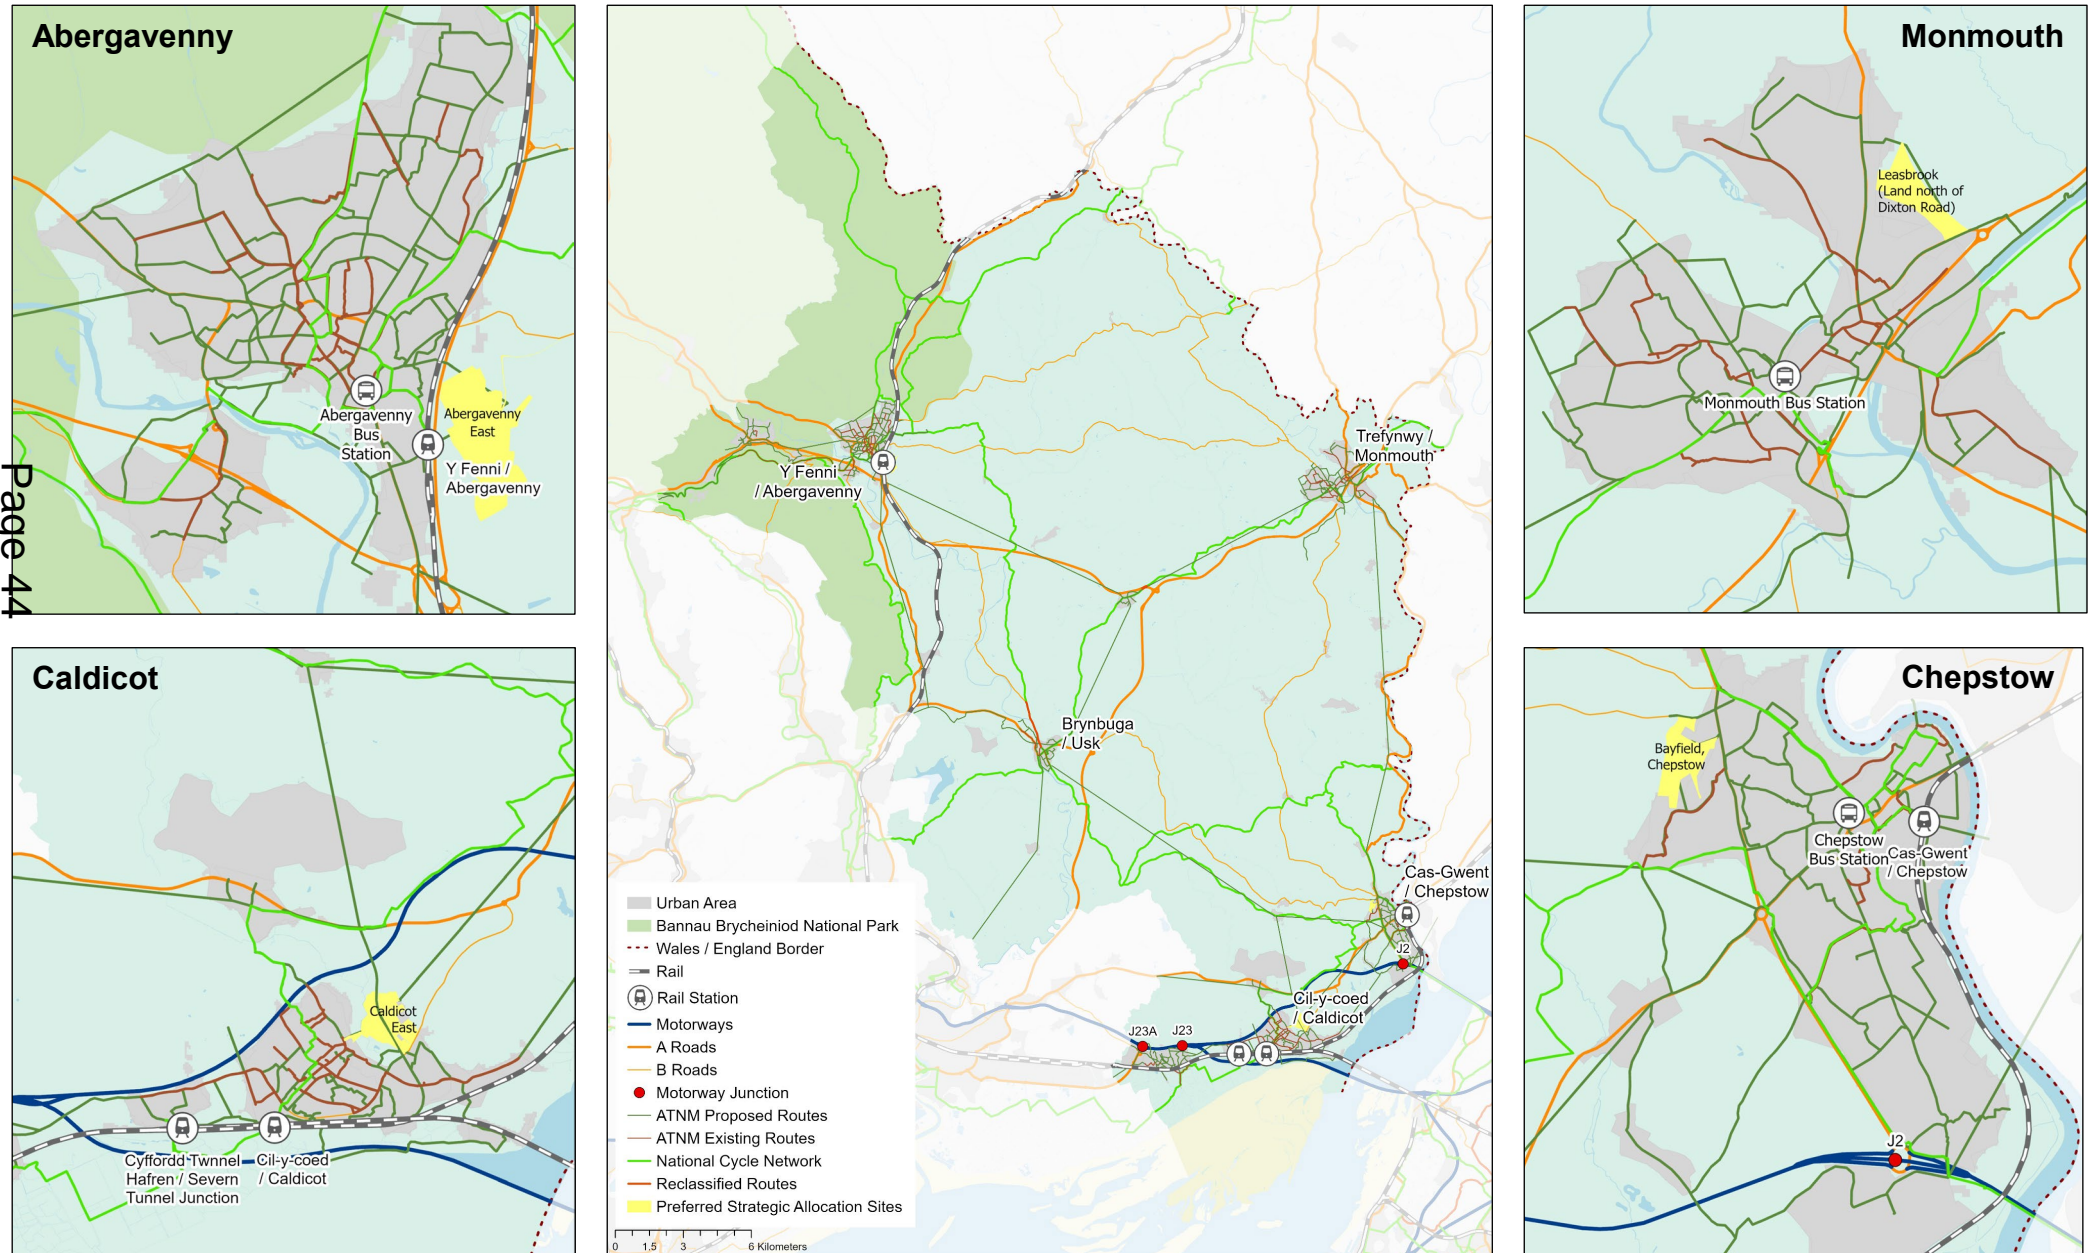 Abergavenny
Abergavenny
Bus
Station
Abergavenny
East
Y Fenni /
Abergavenny
Page 44
Caldicot
Caldicot
East
Cyffordd Twnnel
Hafren / Severn
Tunnel Junction
Cil-y-coed
/ Caldicot
Trefynwy /
Monmouth
Y Fenni
/ Abergavenny
Brynbuga
/ Usk
Cas-Gwent
/ Chepstow
J2
Cil-y-coed
/ Caldicot
J23A
J23
Urban Area
Bannau Brycheiniod National Park
Wales / England Border
Rail
Rail Station
Motorways
A Roads
B Roads
Motorway Junction
ATNM Proposed Routes
ATNM Existing Routes
National Cycle Network
Reclassified Routes
Preferred Strategic Allocation Sites
0 1.5 3 6 Kilometers
Monmouth
Leasbrook
(Land north of
Dixton Road)
Monmouth Bus Station
Chepstow
Bayfield,
Chepstow
Chepstow
Bus Station
Cas-Gwent
/ Chepstow
J2